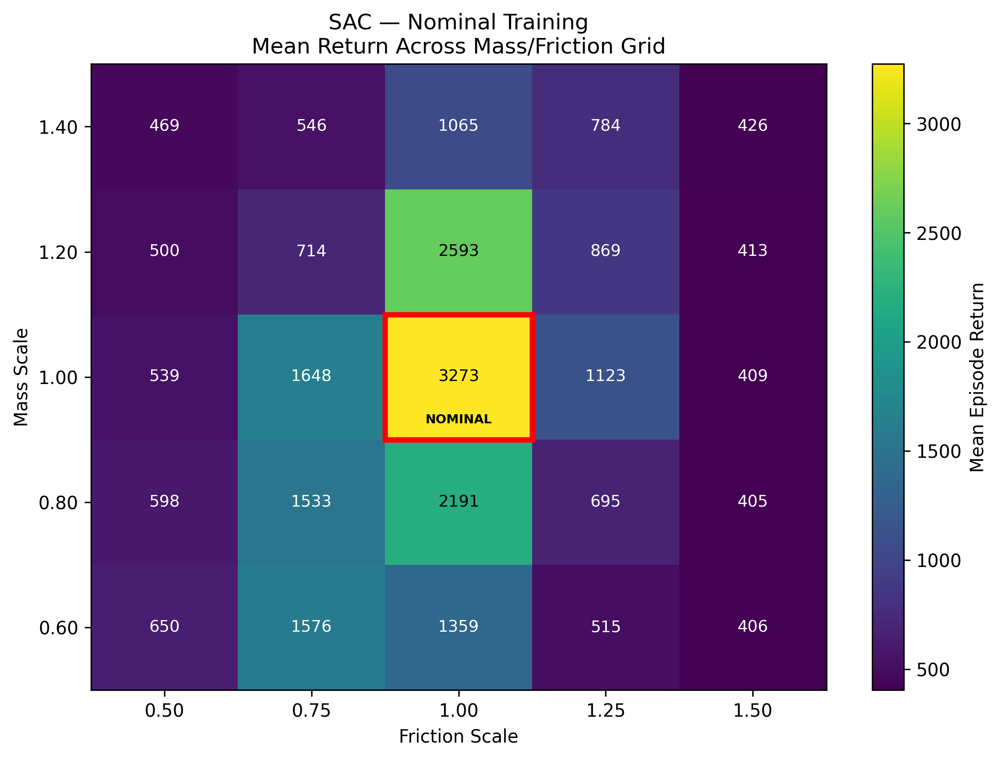 SAC — Nominal Training
Mean Return Across Mass/Friction Grid
Mass Scale
1.40 469 546 1065 784 426
1.20 500 714 2593 869 413
1.00 539 1648 3273 1123 409
NOMINAL
0.80 598 1533 2191 695 405
0.60 650 1576 1359 515 406
0.50 0.75 1.00 1.25 1.50
Friction Scale
3000
2500
2000
1500
1000
500
Mean Episode Return